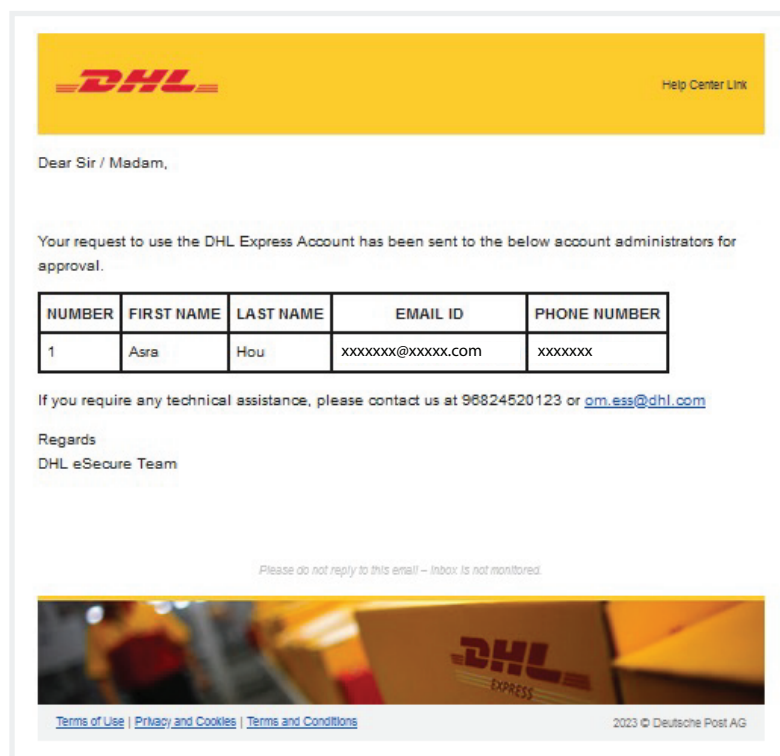 DHL
Help Center Link
Dear Sir / Madam,
Your request to use the DHL Express Account has been sent to the below account administrators for
approval.
NUMBER FIRST NAME LAST NAME EMAIL ID PHONE NUMBER
1 Asra Hou xxxxxxx@xxxxx.com xxxxxxx
If you require any technical assistance, please contact us at 96824520123 or om.ess@dhl.com
Regards
DHL eSecure Team
Please do not reply to this email – Inbox is not monitored.
DHL
EXPRESS
Terms of Use | Privacy and Cookies | Terms and Conditions
2023 © Deutsche Post AG